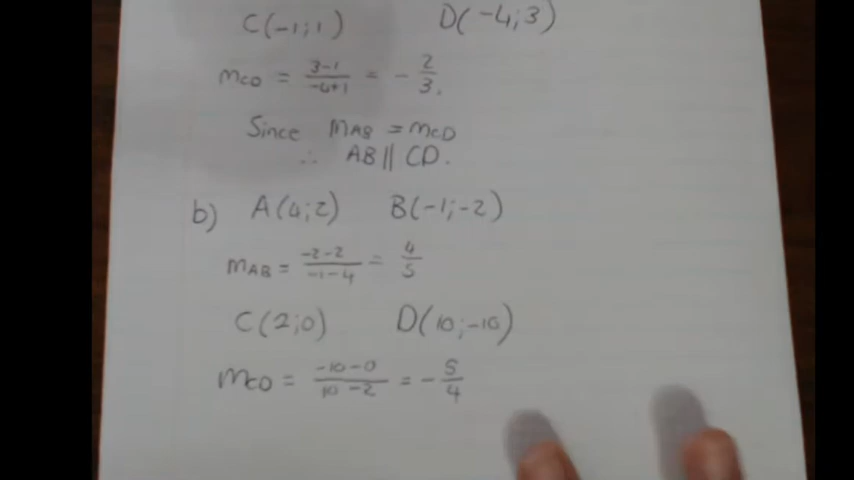 C(-1;1) D(-4;3)
mCD = 3-1/-4+1 = -2/3.
Since mAB = mCD
∴ AB || CD.
b) A(4;2) B(-1;-2)
mAB = -2-2/-1-4 = 4/5
C(2;0) D(10;-10)
mCD = -10-0/10-2 = -5/4